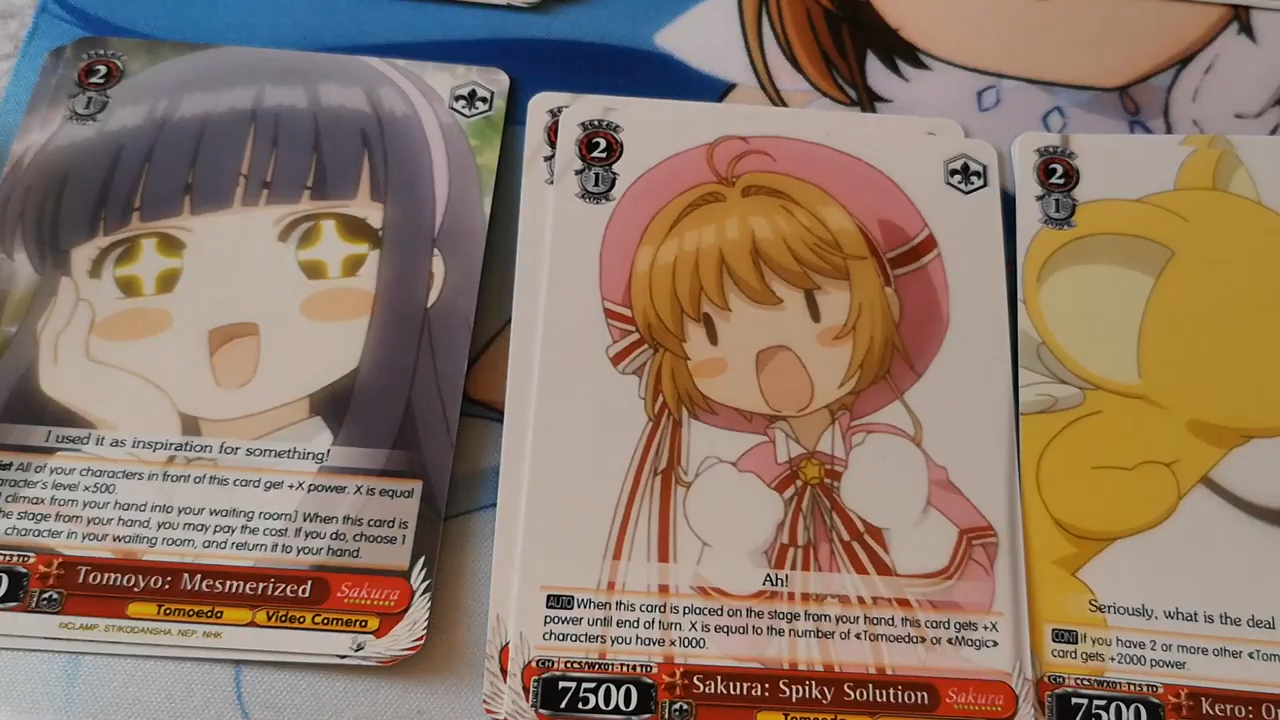 2
1
I used it as inspiration for something!
All of your characters in front of this card get +X power. X is equal
character's level ×500.
climax from your hand into your waiting room] When this card is
the stage from your hand, you may pay the cost. If you do, choose 1
character in your waiting room, and return it to your hand.
TD
Tomoyo: Mesmerized
Sakura
Tomoeda
Video Camera
©CLAMP, ST/KODANSHA, NEP, NHK
2
1
Ah!
AUTO When this card is placed on the stage from your hand, this card gets +X
power until end of turn. X is equal to the number of «Tomoeda» or «Magic»
characters you have ×1000.
CH CCS/WX01-T14 TD
7500
Sakura: Spiky Solution
Sakura
Tomoeda
2
1
Seriously, what is the deal
CONT If you have 2 or more other
card gets +2000 power.
CH CCS/WX01-T15 TD
7500
Kero: